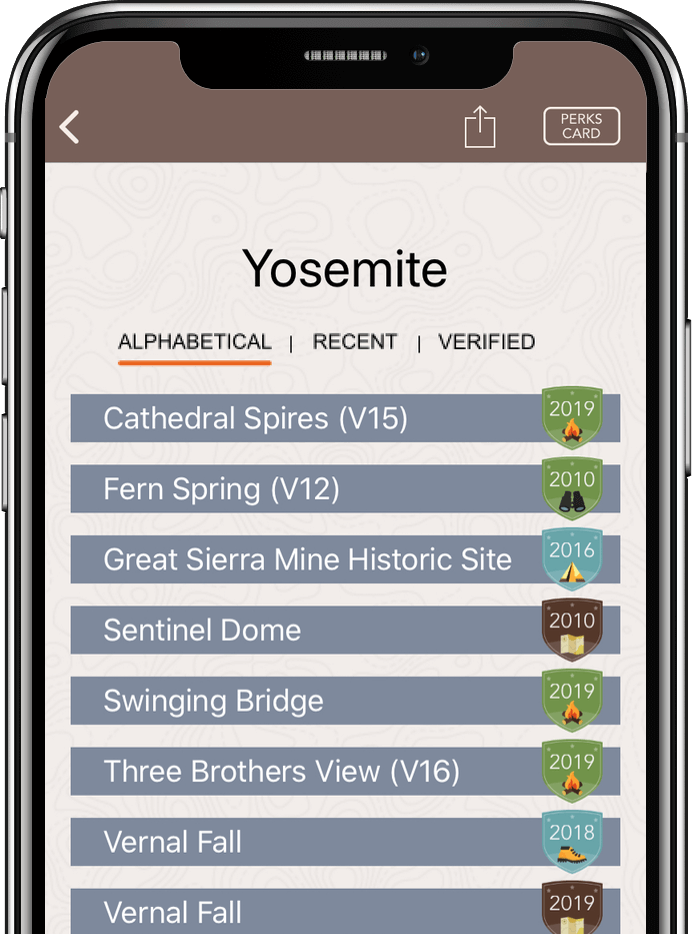 PERKS
CARD
Yosemite
ALPHABETICAL | RECENT | VERIFIED
Cathedral Spires (V15) 2019
Fern Spring (V12) 2010
Great Sierra Mine Historic Site 2016
Sentinel Dome 2010
Swinging Bridge 2019
Three Brothers View (V16) 2019
Vernal Fall 2018
Vernal Fall 2019